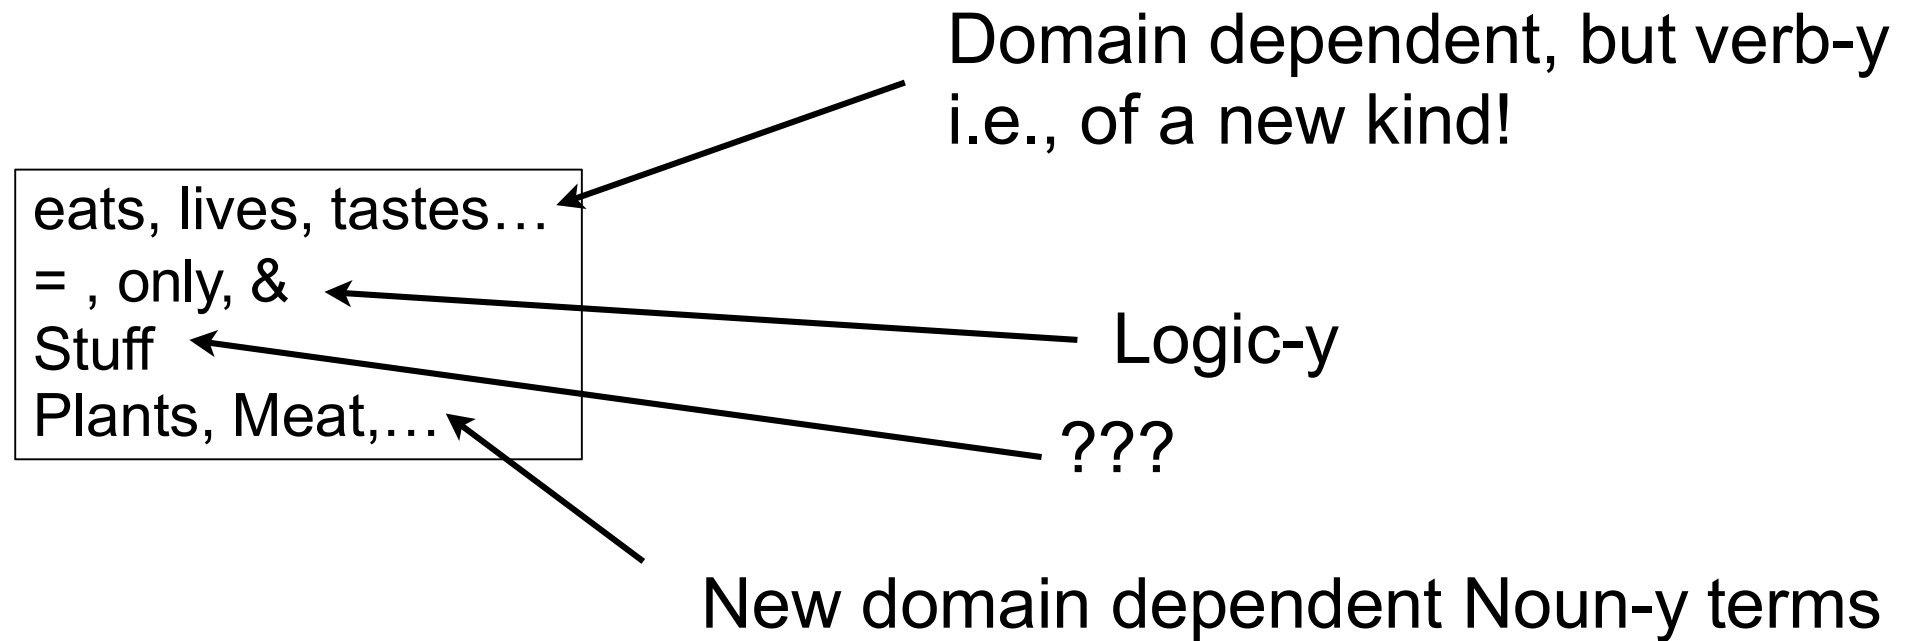 Domain dependent, but verb-y
i.e., of a new kind!
eats, lives, tastes…
= , only, &
Stuff
Plants, Meat,…
Logic-y
???
New domain dependent Noun-y terms